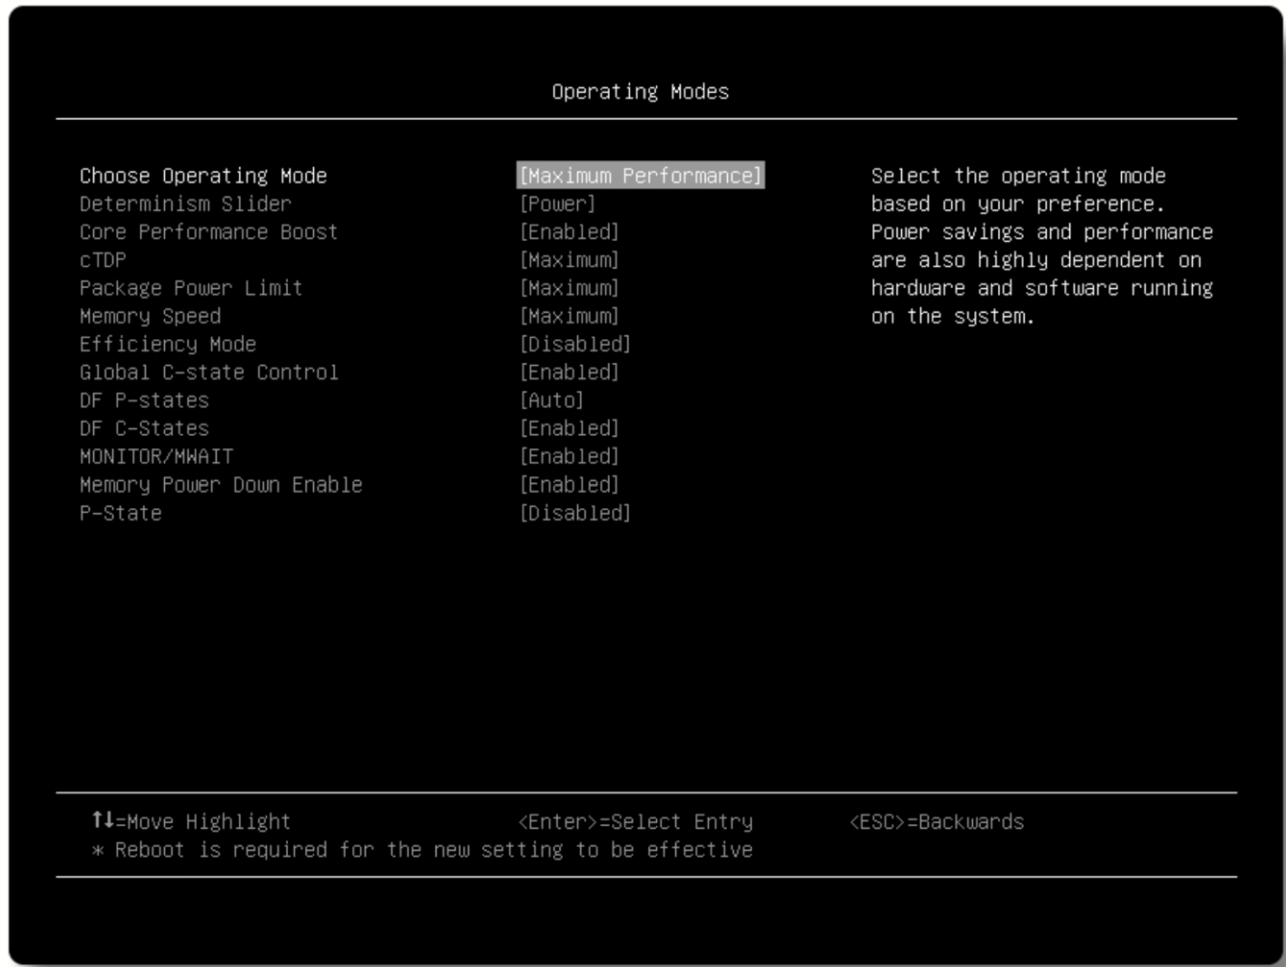 Operating Modes
Choose Operating Mode [Maximum Performance] Select the operating mode
Determinism Slider [Power] based on your preference.
Core Performance Boost [Enabled] Power savings and performance
cTDP [Maximum] are also highly dependent on
Package Power Limit [Maximum] hardware and software running
Memory Speed [Maximum] on the system.
Efficiency Mode [Disabled]
Global C-state Control [Enabled]
DF P-states [Auto]
DF C-States [Enabled]
MONITOR/MWAIT [Enabled]
Memory Power Down Enable [Enabled]
P-State [Disabled]
↑↓=Move Highlight <Enter>=Select Entry <ESC>=Backwards
* Reboot is required for the new setting to be effective